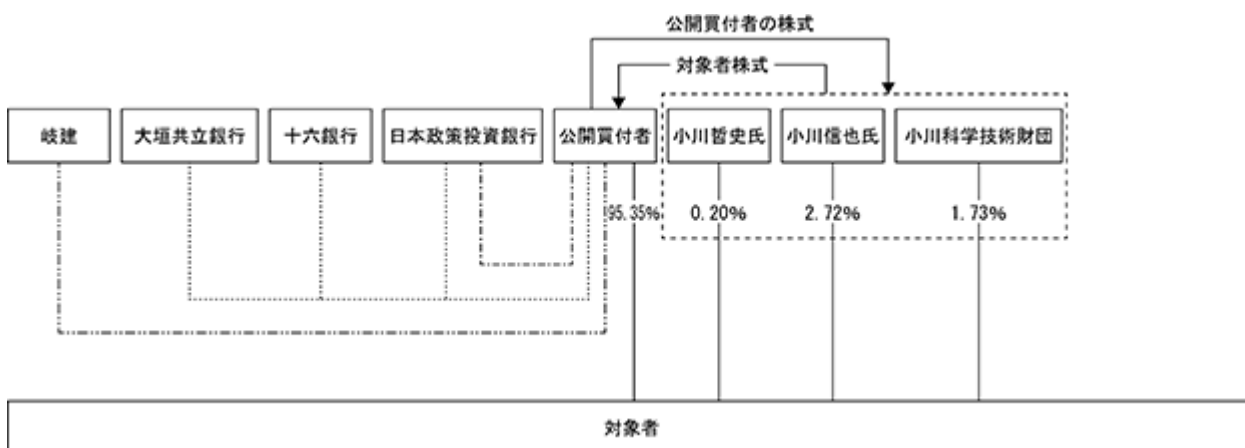 公開買付者の株式
対象者株式
岐建
大垣共立銀行
十六銀行
日本政策投資銀行
公開買付者
小川哲史氏
小川信也氏
小川科学技術財団
95.35%
0.20%
2.72%
1.73%
対象者